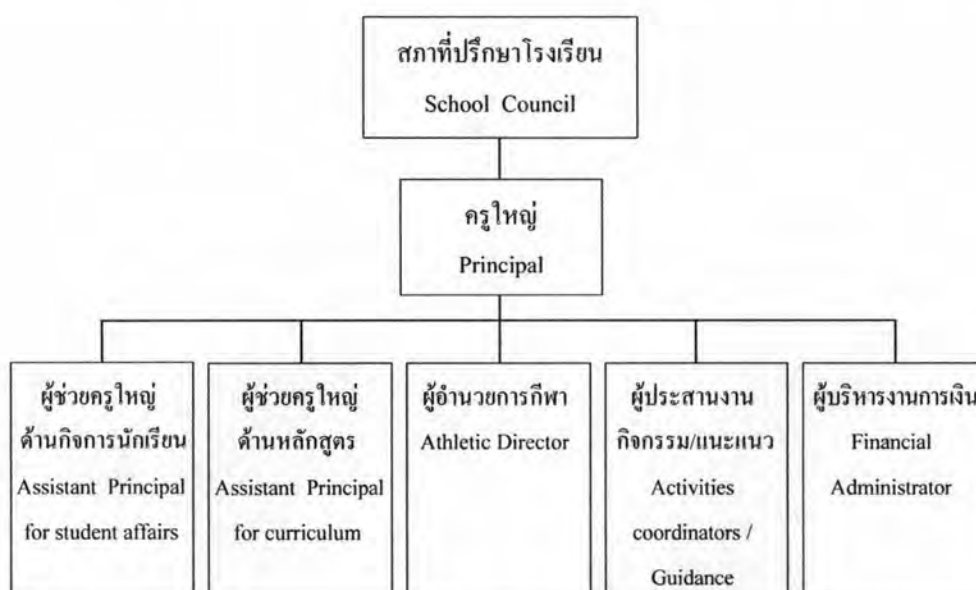 สภาที่ปรึกษาโรงเรียน
School Council
ครูใหญ่
Principal
ผู้ช่วยครูใหญ่
ด้านกิจการนักเรียน
Assistant Principal
for student affairs
ผู้ช่วยครูใหญ่
ด้านหลักสูตร
Assistant Principal
for curriculum
ผู้อำนวยการกีฬา
Athletic Director
ผู้ประสานงาน
กิจกรรม/แนะแนว
Activities
coordinators /
Guidance
ผู้บริหารงานการเงิน
Financial
Administrator